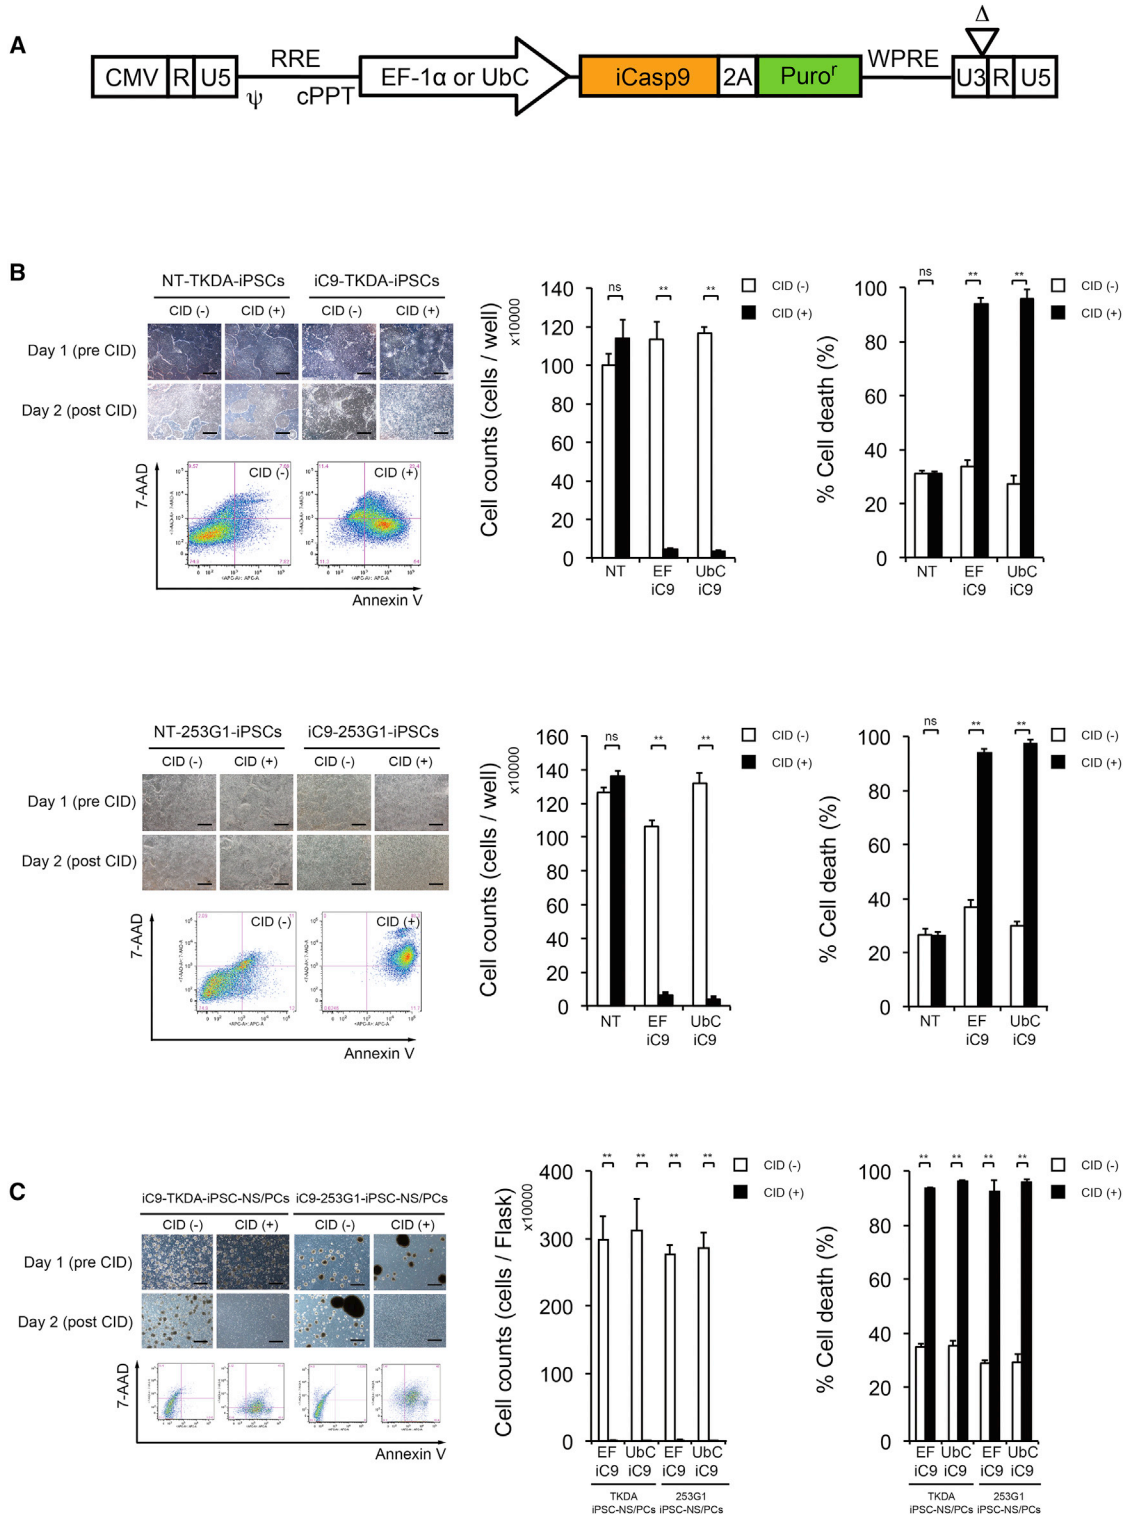 A
CMV R U5 RRE ψ cPPT EF-1α or UbC iCasp9 2A Puroʳ WPRE Δ U3 R U5
B
NT-TKDA-iPSCs iC9-TKDA-iPSCs
CID (-) CID (+) CID (-) CID (+)
Day 1 (pre CID)
Day 2 (post CID)
7-AAD
CID (-) CID (+)
Annexin V
Cell counts (cells / well)
x10000
140
120
100
80
60
40
20
0
ns ** **
NT EF iC9 UbC iC9
CID (-)
CID (+)
% Cell death (%)
100
80
60
40
20
0
ns ** **
NT EF iC9 UbC iC9
CID (-)
CID (+)
NT-253G1-iPSCs iC9-253G1-iPSCs
CID (-) CID (+) CID (-) CID (+)
Day 1 (pre CID)
Day 2 (post CID)
7-AAD
CID (-) CID (+)
Annexin V
Cell counts (cells / well)
x10000
160
140
120
100
80
60
40
20
0
ns ** **
NT EF iC9 UbC iC9
CID (-)
CID (+)
% Cell death (%)
100
80
60
40
20
0
ns ** **
NT EF iC9 UbC iC9
CID (-)
CID (+)
C
iC9-TKDA-iPSC-NS/PCs iC9-253G1-iPSC-NS/PCs
CID (-) CID (+) CID (-) CID (+)
Day 1 (pre CID)
Day 2 (post CID)
7-AAD
Annexin V
Cell counts (cells / Flask)
x10000
400
300
200
100
0
** ** ** **
EF UbC EF UbC
iC9 iC9 iC9 iC9
TKDA 253G1
iPSC-NS/PCs iPSC-NS/PCs
CID (-)
CID (+)
% Cell death (%)
100
80
60
40
20
0
** ** ** **
EF UbC EF UbC
iC9 iC9 iC9 iC9
TKDA 253G1
iPSC-NS/PCs iPSC-NS/PCs
CID (-)
CID (+)